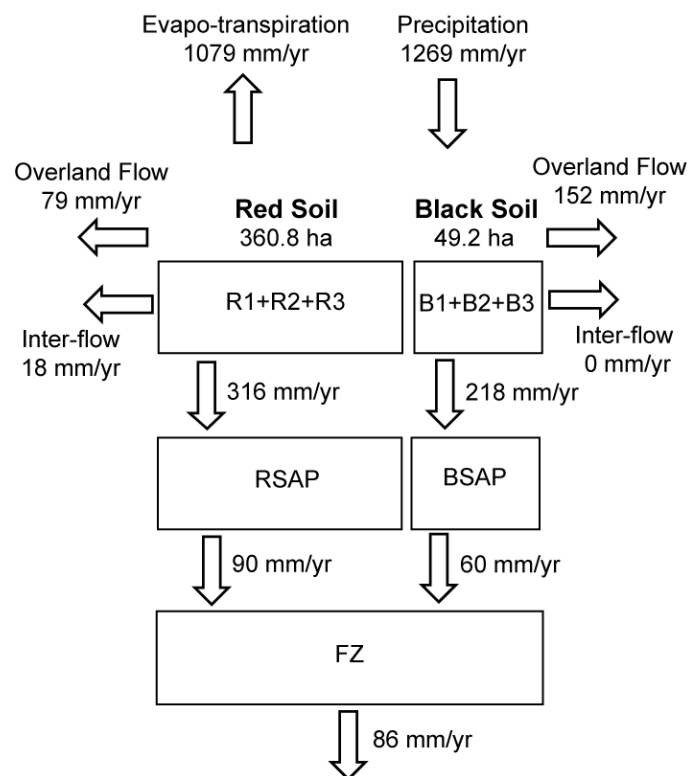 Evapo-transpiration
1079 mm/yr
Precipitation
1269 mm/yr
Overland Flow
79 mm/yr
Red Soil
360.8 ha
Black Soil
49.2 ha
Overland Flow
152 mm/yr
R1+R2+R3
B1+B2+B3
Inter-flow
18 mm/yr
Inter-flow
0 mm/yr
316 mm/yr
218 mm/yr
RSAP
BSAP
90 mm/yr
60 mm/yr
FZ
86 mm/yr